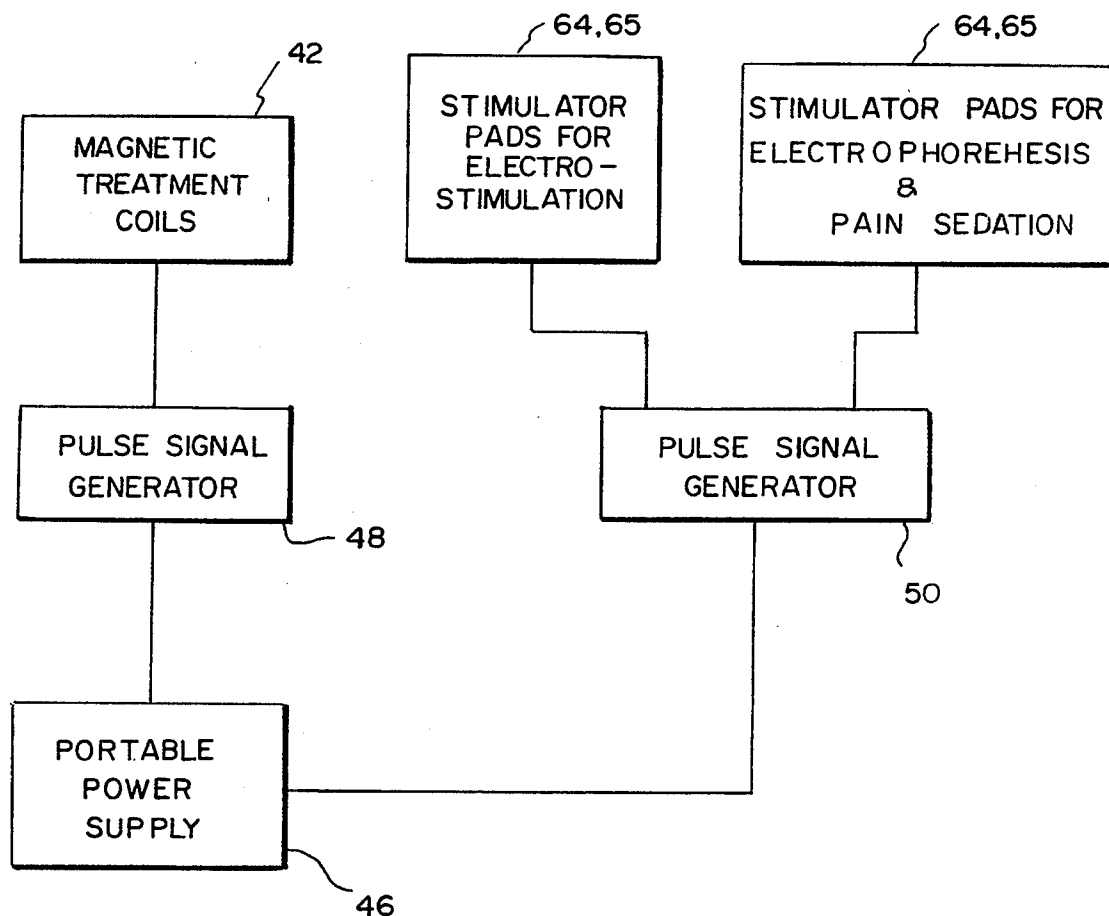 42
MAGNETIC
TREATMENT
COILS
64,65
STIMULATOR
PADS FOR
ELECTRO-
STIMULATION
64,65
STIMULATOR PADS FOR
ELECTROPHOREHESIS
&
PAIN SEDATION
PULSE SIGNAL
GENERATOR
48
PULSE SIGNAL
GENERATOR
50
PORTABLE
POWER
SUPPLY
46